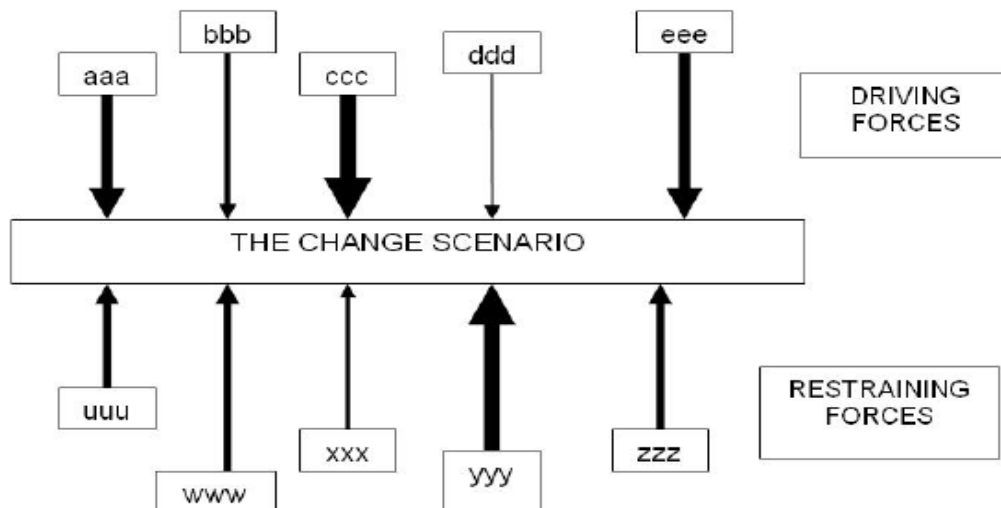 bbb
eee
ddd
aaa
ccc
DRIVING
FORCES
THE CHANGE SCENARIO
RESTRAINING
FORCES
uuu
xxx
zzz
yyy
www